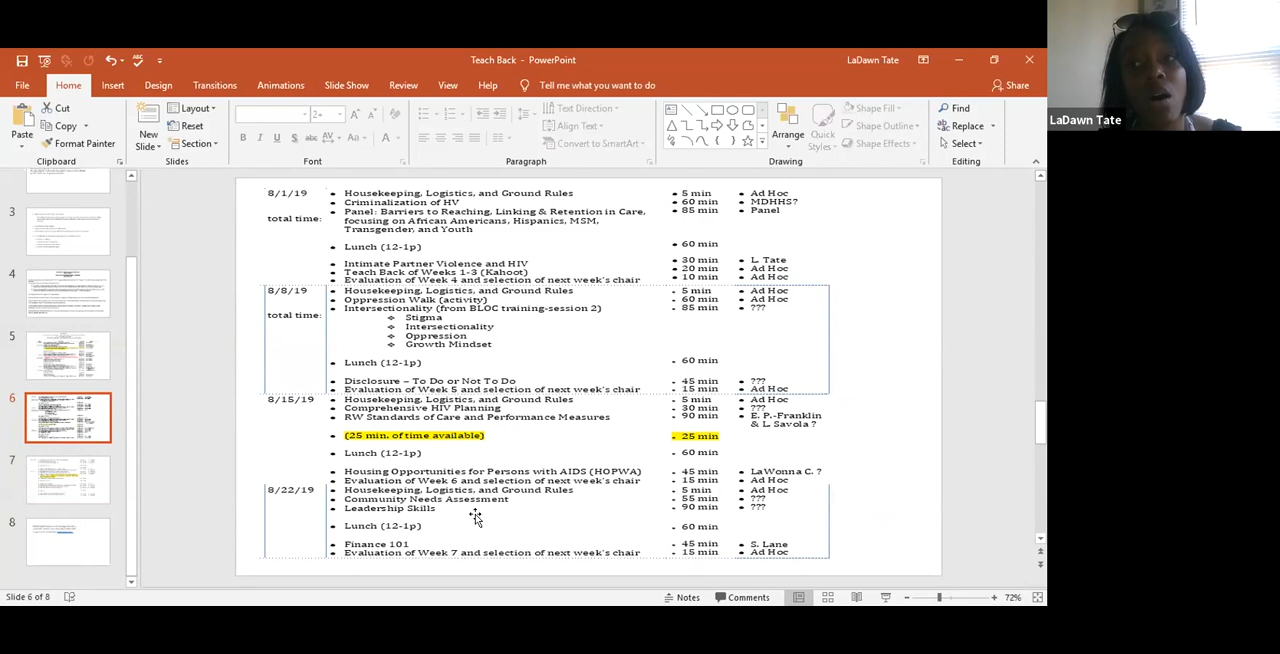 Teach Back - PowerPoint
LaDawn Tate
File Home Insert Design Transitions Animations Slide Show Review View Help Tell me what you want to do Share
Paste
Cut
Copy
Format Painter
Clipboard
New Slide
Layout
Reset
Section
Slides
B I U S abc AV Aa A
Font
Text Direction
Align Text
Convert to SmartArt
Paragraph
Arrange
Quick Styles
Shape Fill
Shape Outline
Shape Effects
Drawing
Find
Replace
Select
Editing
LaDawn Tate
3
4
5
6
7
8
8/1/19 • Housekeeping, Logistics, and Ground Rules • 5 min • Ad Hoc
• Criminalization of HV • 60 min • MDHHS?
total time: • Panel: Barriers to Reaching, Linking & Retention in Care, • 85 min • Panel
focusing on African Americans, Hispanics, MSM,
Transgender, and Youth
• Lunch (12-1p) • 60 min
• Intimate Partner Violence and HIV • 30 min • L. Tate
• Teach Back of Weeks 1-3 (Kahoot) • 20 min • Ad Hoc
• Evaluation of Week 4 and selection of next week's chair • 10 min • Ad Hoc
8/8/19 • Housekeeping, Logistics, and Ground Rules • 5 min • Ad Hoc
• Oppression Walk (activity) • 60 min • Ad Hoc
total time: • Intersectionality (from BLOC training-session 2) • 85 min • ???
❖ Stigma
❖ Intersectionality
❖ Oppression
❖ Growth Mindset
• Lunch (12-1p) • 60 min
• Disclosure – To Do or Not To Do • 45 min • ???
• Evaluation of Week 5 and selection of next week's chair • 15 min • Ad Hoc
8/15/19 • Housekeeping, Logistics, and Ground Rules • 5 min • Ad Hoc
• Comprehensive HIV Planning • 30 min • ???
• RW Standards of Care and Performance Measures • 90 min • E. P.-Franklin
& L. Savola ?
• (25 min. of time available) • 25 min
• Lunch (12-1p) • 60 min
• Housing Opportunities for Persons with AIDS (HOPWA) • 45 min • LaWonna C. ?
• Evaluation of Week 6 and selection of next week's chair • 15 min • Ad Hoc
8/22/19 • Housekeeping, Logistics, and Ground Rules • 5 min • Ad Hoc
• Community Needs Assessment • 55 min • ???
• Leadership Skills • 90 min • ???
• Lunch (12-1p) • 60 min
• Finance 101 • 45 min • S. Lane
• Evaluation of Week 7 and selection of next week's chair • 15 min • Ad Hoc
Slide 6 of 8
Notes Comments 72%